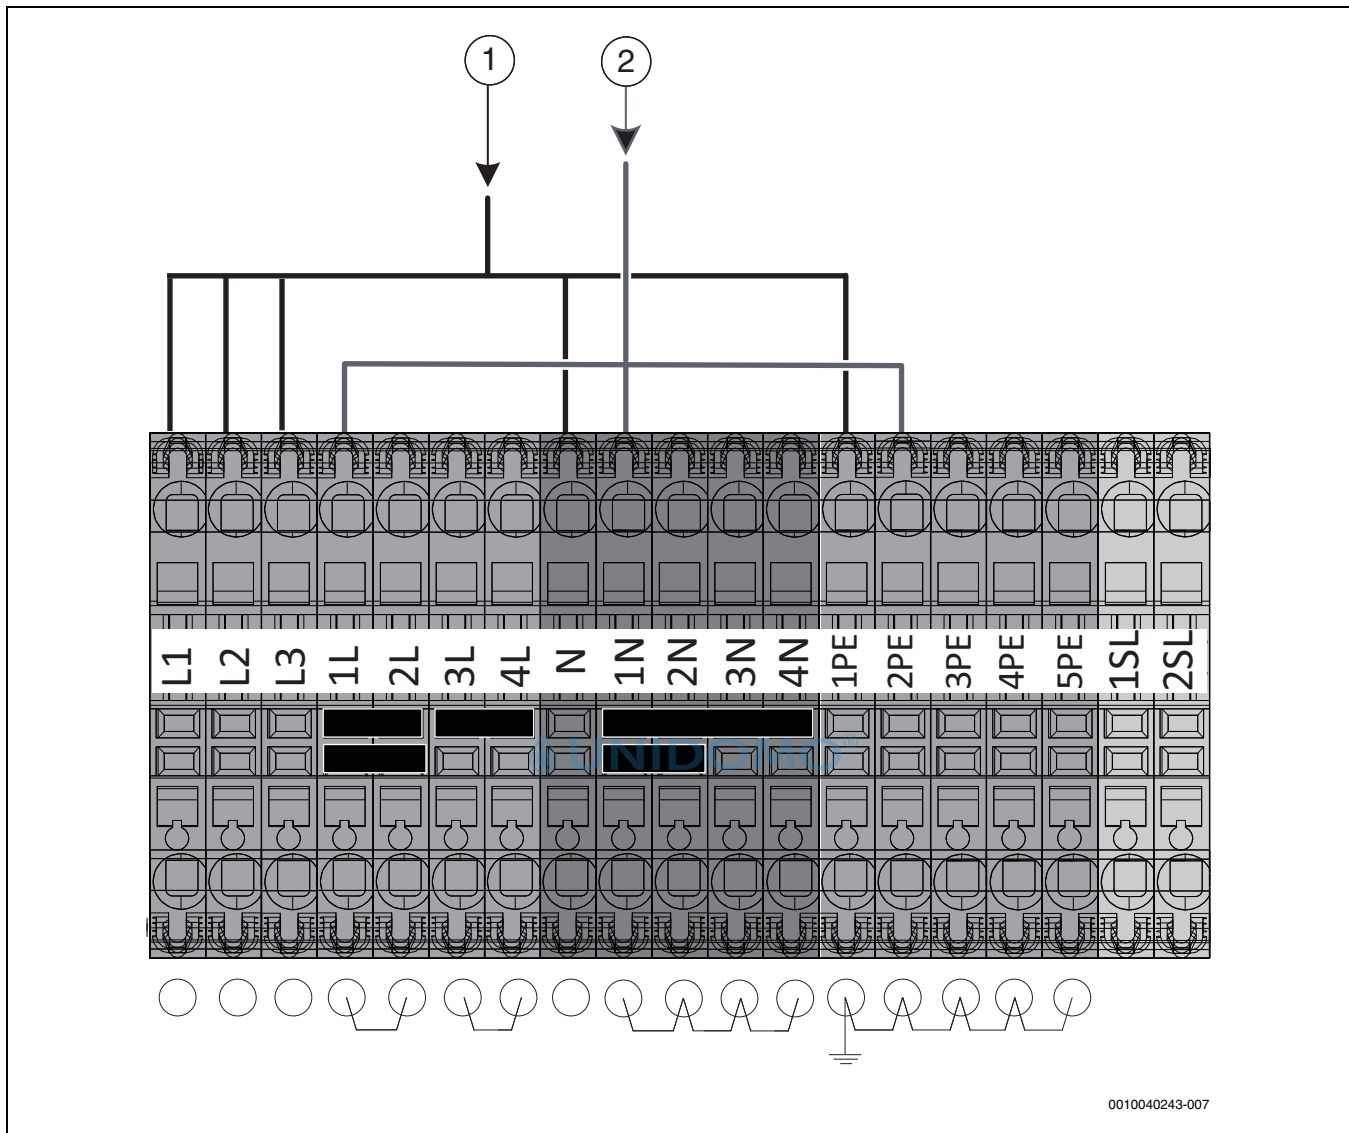 1 2
L1 L2 L3 1L 2L 3L 4L N 1N 2N 3N 4N 1PE 2PE 3PE 4PE 5PE 1SL 2SL
UNIDOMO®
0010040243-007